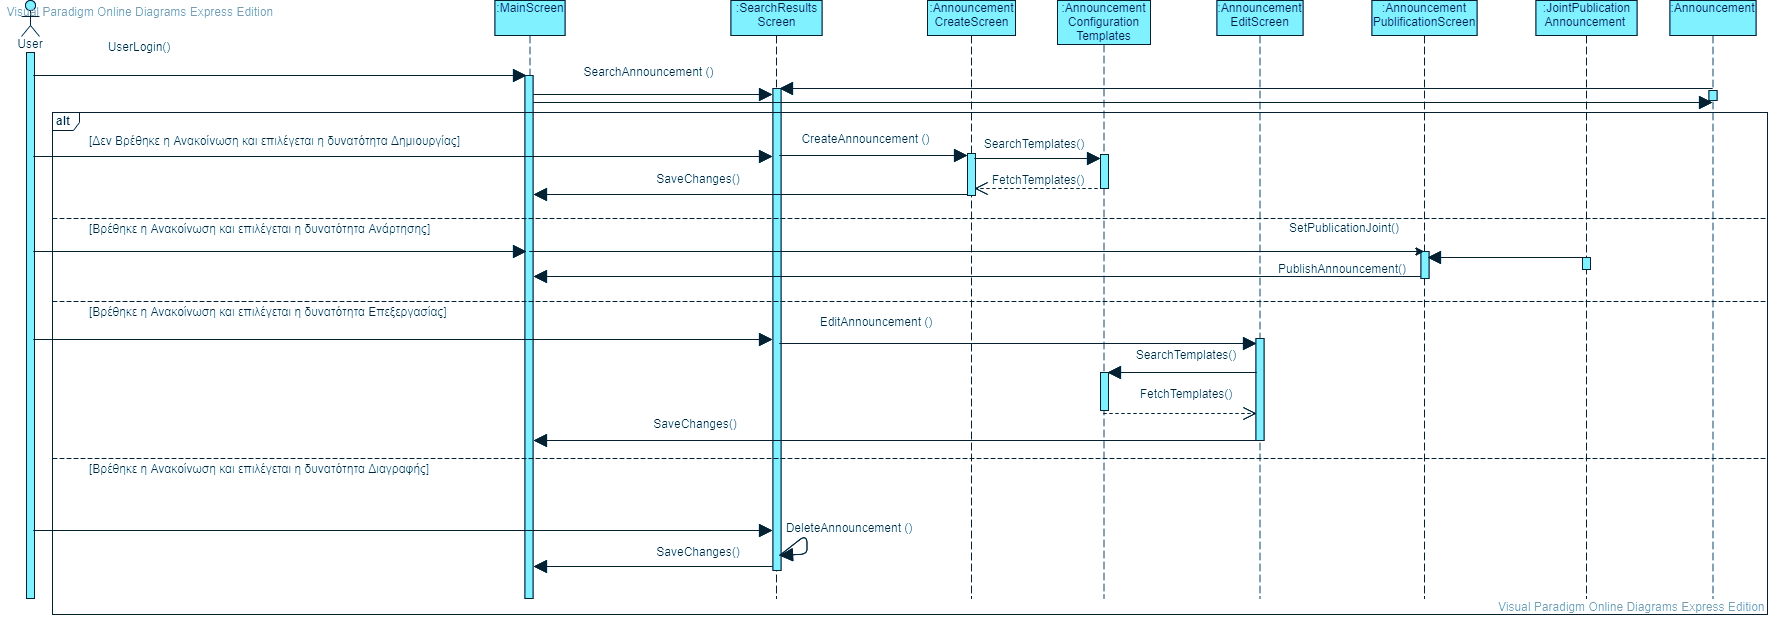 Visual Paradigm Online Diagrams Express Edition
User
:MainScreen
:SearchResults
Screen
:Announcement
CreateScreen
:Announcement
Configuration
Templates
:Announcement
EditScreen
:Announcement
PublificationScreen
:JointPublication
Announcement
:Announcement
UserLogin()
SearchAnnouncement ()
alt
[Δεν Βρέθηκε η Ανακοίνωση και επιλέγεται η δυνατότητα Δημιουργίας]
CreateAnnouncement ()
SearchTemplates()
SaveChanges()
FetchTemplates()
[Βρέθηκε η Ανακοίνωση και επιλέγεται η δυνατότητα Ανάρτησης]
SetPublicationJoint()
PublishAnnouncement()
[Βρέθηκε η Ανακοίνωση και επιλέγεται η δυνατότητα Επεξεργασίας]
EditAnnouncement ()
SearchTemplates()
FetchTemplates()
SaveChanges()
[Βρέθηκε η Ανακοίνωση και επιλέγεται η δυνατότητα Διαγραφής]
DeleteAnnouncement ()
SaveChanges()
Visual Paradigm Online Diagrams Express Edition